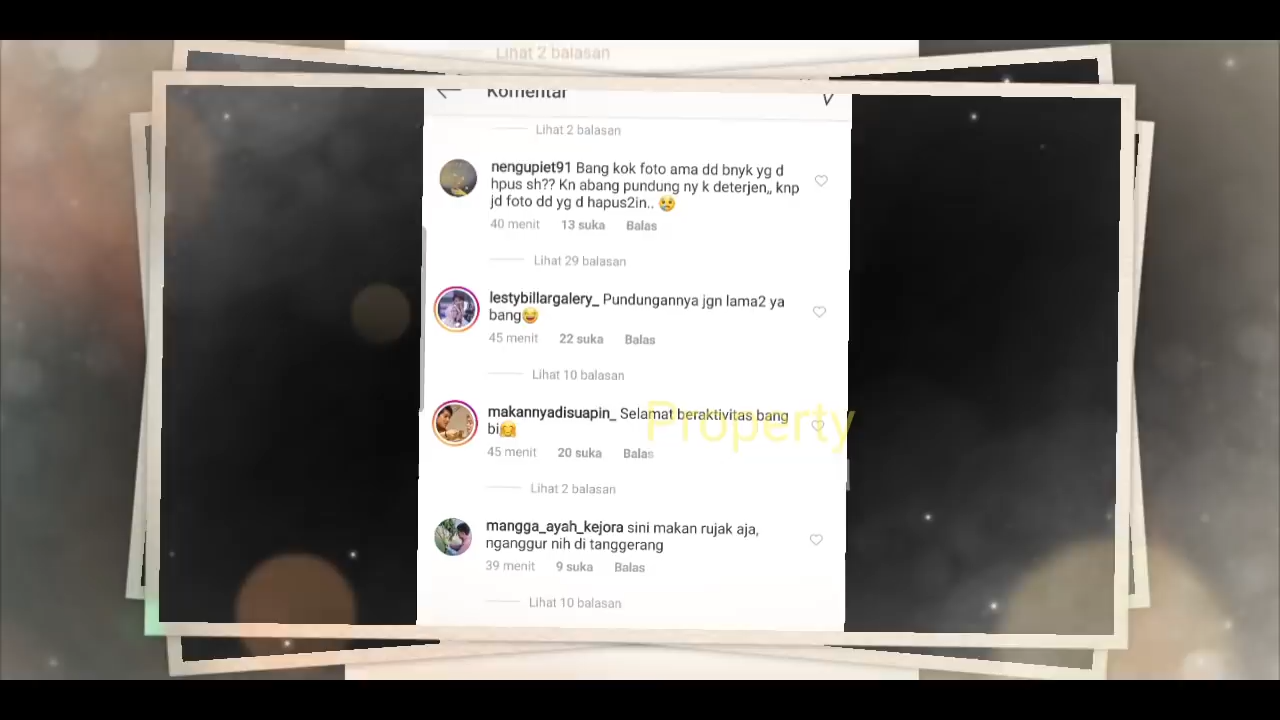 Lihat 2 balasan
Komentar
Lihat 2 balasan
nengupiet91 Bang kok foto ama dd bnyk yg d
hpus sh?? Kn abang pundung ny k deterjen,, knp
jd foto dd yg d hapus2in.. 😢
40 menit 13 suka Balas
Lihat 29 balasan
lestybillargalery_ Pundungannya jgn lama2 ya
bang😂
45 menit 22 suka Balas
Lihat 10 balasan
makannyadisuapin_ Selamat beraktivitas bang
bi🤗
Property
45 menit 20 suka Balas
Lihat 2 balasan
mangga_ayah_kejora sini makan rujak aja,
nganggur nih di tanggerang
39 menit 9 suka Balas
Lihat 10 balasan